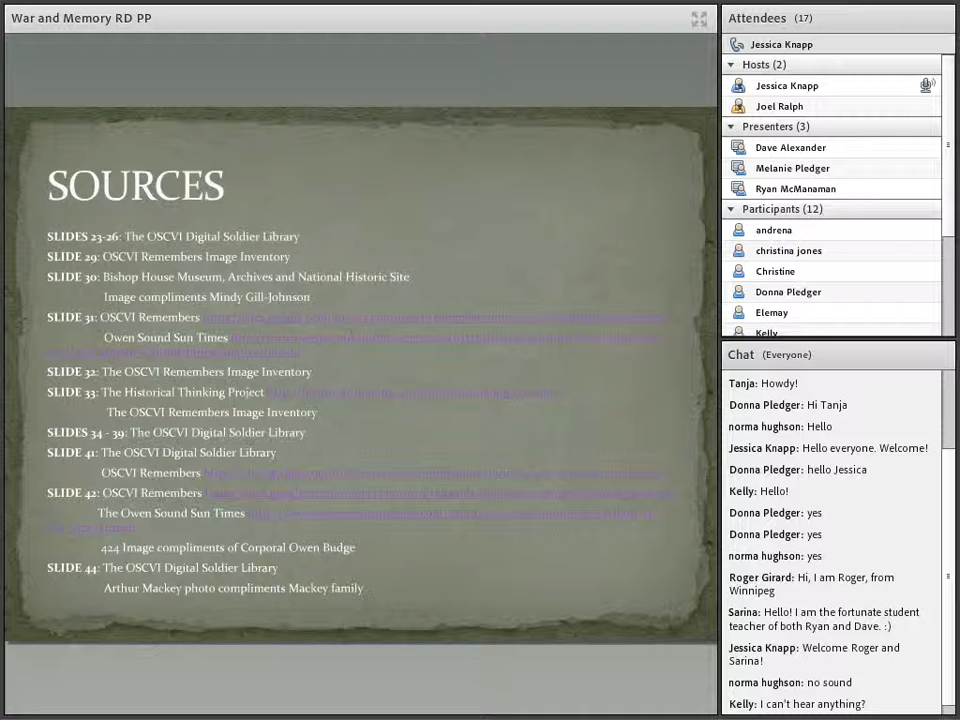 War and Memory RD PP
SOURCES
SLIDES 23-26: The OSCVI Digital Soldier Library
SLIDE 29: OSCVI Remembers Image Inventory
SLIDE 30: Bishop House Museum, Archives and National Historic Site
Image compliments Mindy Gill-Johnson
SLIDE 31: OSCVI Remembers
Owen Sound Sun Times
SLIDE 32: The OSCVI Remembers Image Inventory
SLIDE 33: The Historical Thinking Project
The OSCVI Remembers Image Inventory
SLIDES 34 - 39: The OSCVI Digital Soldier Library
SLIDE 41: The OSCVI Digital Soldier Library
OSCVI Remembers
SLIDE 42: OSCVI Remembers
The Owen Sound Sun Times
424 Image compliments of Corporal Owen Budge
SLIDE 44: The OSCVI Digital Soldier Library
Arthur Mackey photo compliments Mackey family
Attendees (17)
Jessica Knapp
Hosts (2)
Jessica Knapp
Joel Ralph
Presenters (3)
Dave Alexander
Melanie Pledger
Ryan McManaman
Participants (12)
andrena
christina jones
Christine
Donna Pledger
Elemay
Kelly
Chat (Everyone)
Tanja: Howdy!
Donna Pledger: Hi Tanja
norma hughson: Hello
Jessica Knapp: Hello everyone. Welcome!
Donna Pledger: hello Jessica
Kelly: Hello!
Donna Pledger: yes
Donna Pledger: yes
norma hughson: yes
Roger Girard: Hi, I am Roger, from
Winnipeg
Sarina: Hello! I am the fortunate student
teacher of both Ryan and Dave. :)
Jessica Knapp: Welcome Roger and
Sarina!
norma hughson: no sound
Kelly: I can't hear anything?